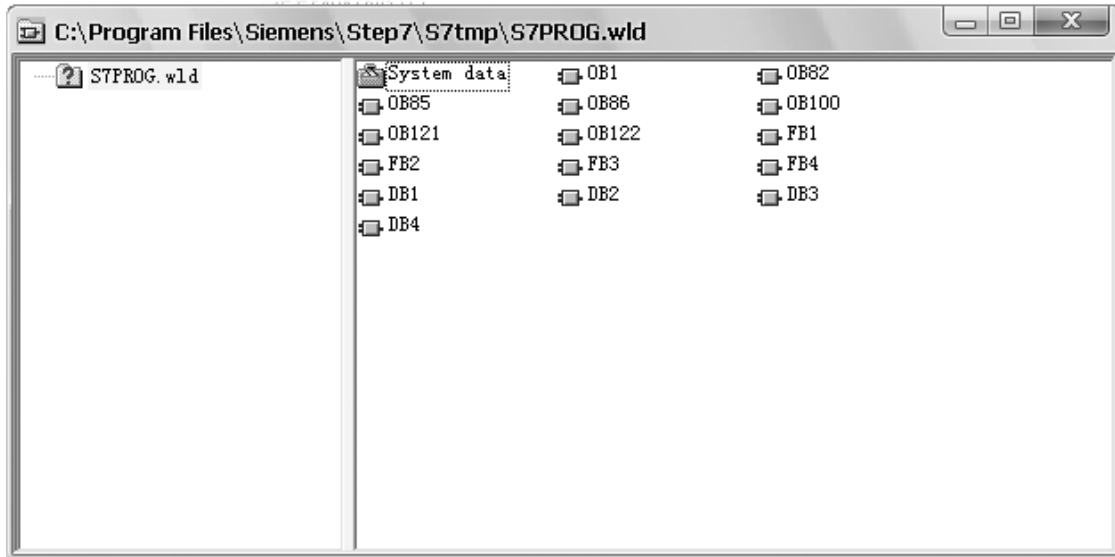 C:\Program Files\Siemens\Step7\S7tmp\S7PROG.wld
S7PROG.wld
System data OB1 OB82
OB85 OB86 OB100
OB121 OB122 FB1
FB2 FB3 FB4
DB1 DB2 DB3
DB4